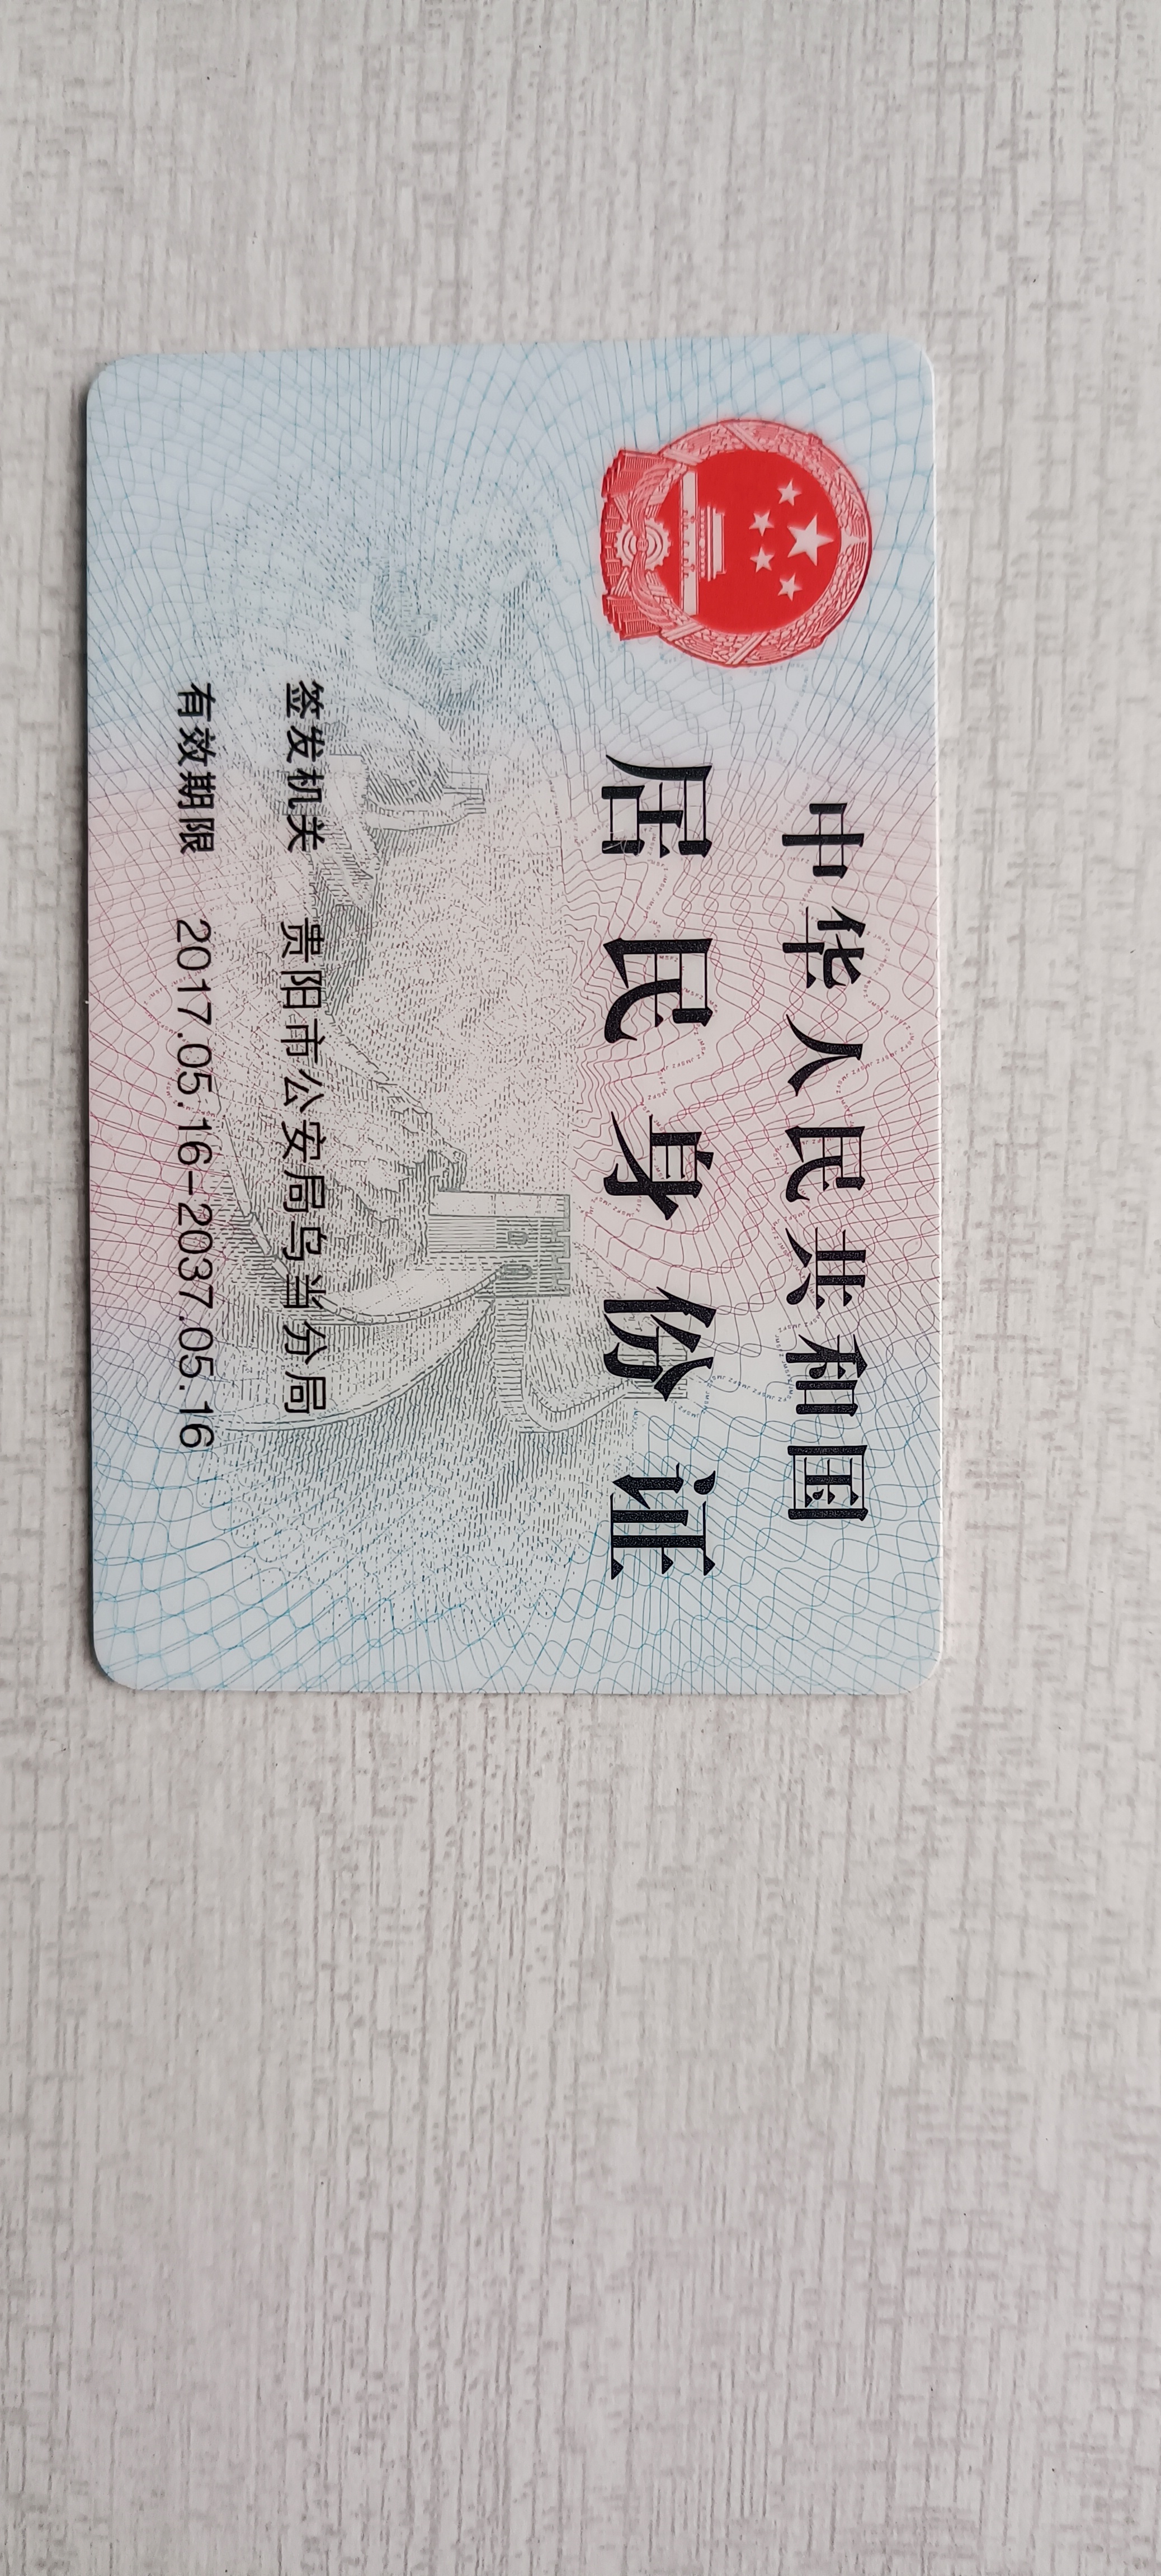 中华人民共和国
居民身份证
签发机关 贵阳市公安局乌当分局
有效期限 2017.05.16-2037.05.16